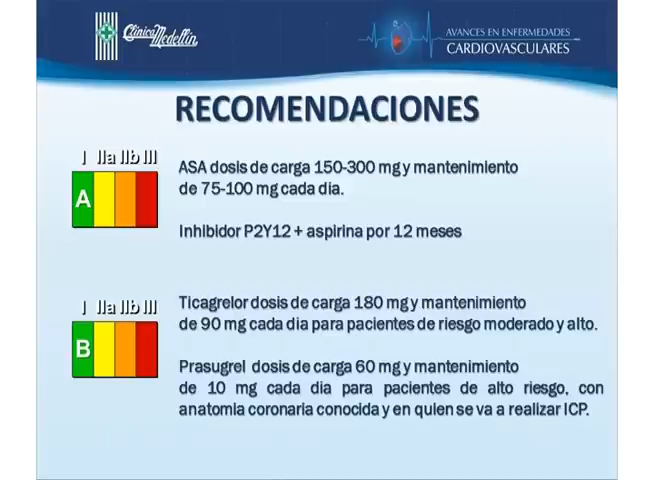 Clínica Medellín
AVANCES EN ENFERMEDADES
CARDIOVASCULARES
RECOMENDACIONES
I IIa IIb III
A
ASA dosis de carga 150-300 mg y mantenimiento
de 75-100 mg cada dia.
Inhibidor P2Y12 + aspirina por 12 meses
I IIa IIb III
B
Ticagrelor dosis de carga 180 mg y mantenimiento
de 90 mg cada dia para pacientes de riesgo moderado y alto.
Prasugrel dosis de carga 60 mg y mantenimiento
de 10 mg cada dia para pacientes de alto riesgo, con
anatomia coronaria conocida y en quien se va a realizar ICP.